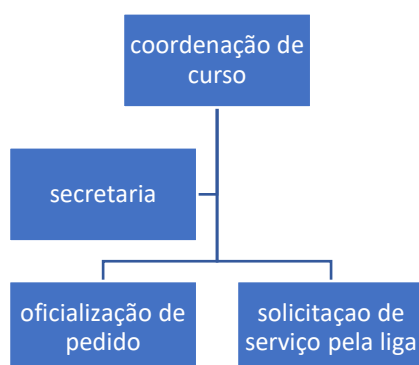 coordenação de
curso
secretaria
oficialização de
pedido
solicitaçao de
serviço pela liga